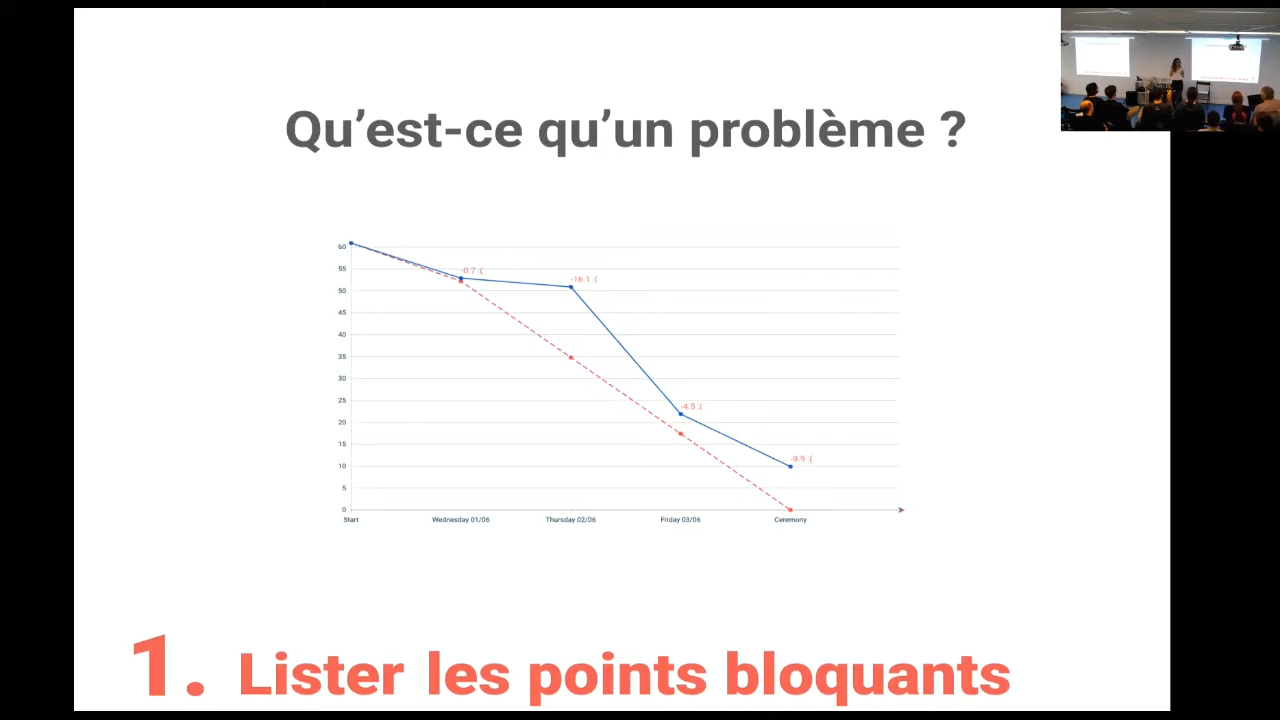 Qu’est-ce qu’un problème ?
60
55
50
45
40
35
30
25
20
15
10
5
0
-0.7 :(
-16.1 :(
-4.5 :(
-9.9 :(
Start
Wednesday 01/06
Thursday 02/06
Friday 03/06
Ceremony
1. Lister les points bloquants